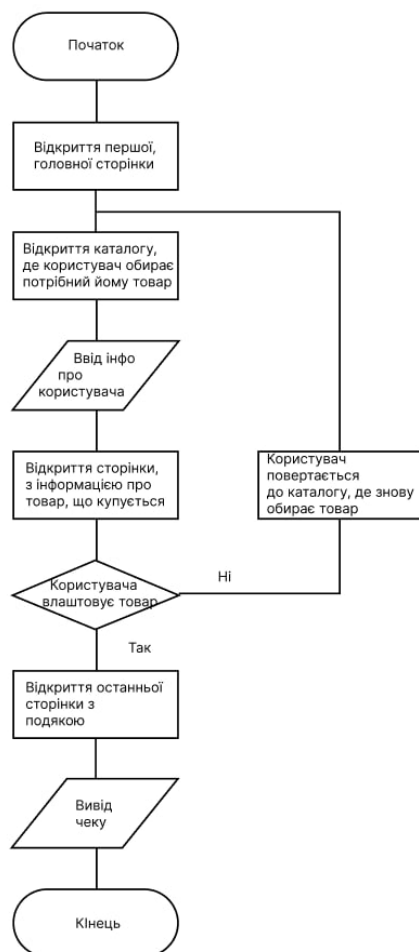 Початок
Відкриття першої,
головної сторінки
Відкриття каталогу,
де користувач обирає
потрібний йому товар
Ввід інфо
про
користувача
Відкриття сторінки,
з інформацією про
товар, що купується
Користувач
повертається
до каталогу, де знову
обирає товар
Користувача
влаштовує товар
Ні
Так
Відкриття останньої
сторінки з
подякою
Вивід
чеку
КІнець